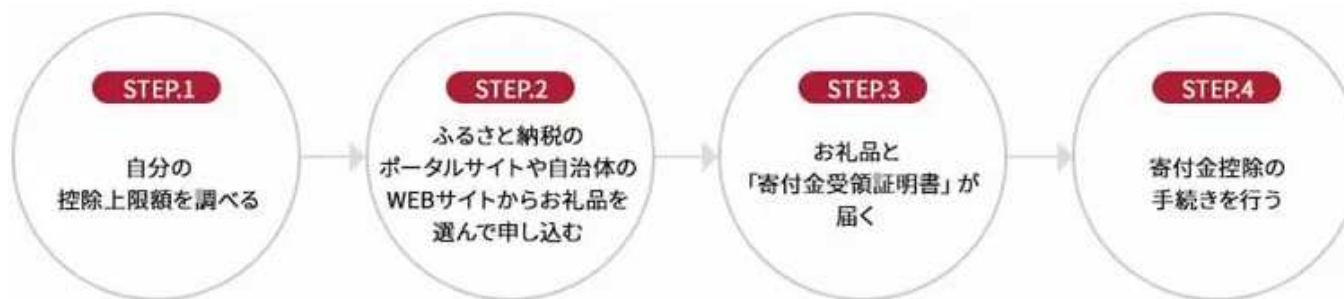 STEP.1
自分の
控除上限額を調べる
STEP.2
ふるさと納税の
ポータルサイトや自治体の
WEBサイトからお礼品を
選んで申し込む
STEP.3
お礼品と
「寄付金受領証明書」が
届く
STEP.4
寄付金控除の
手続きを行う